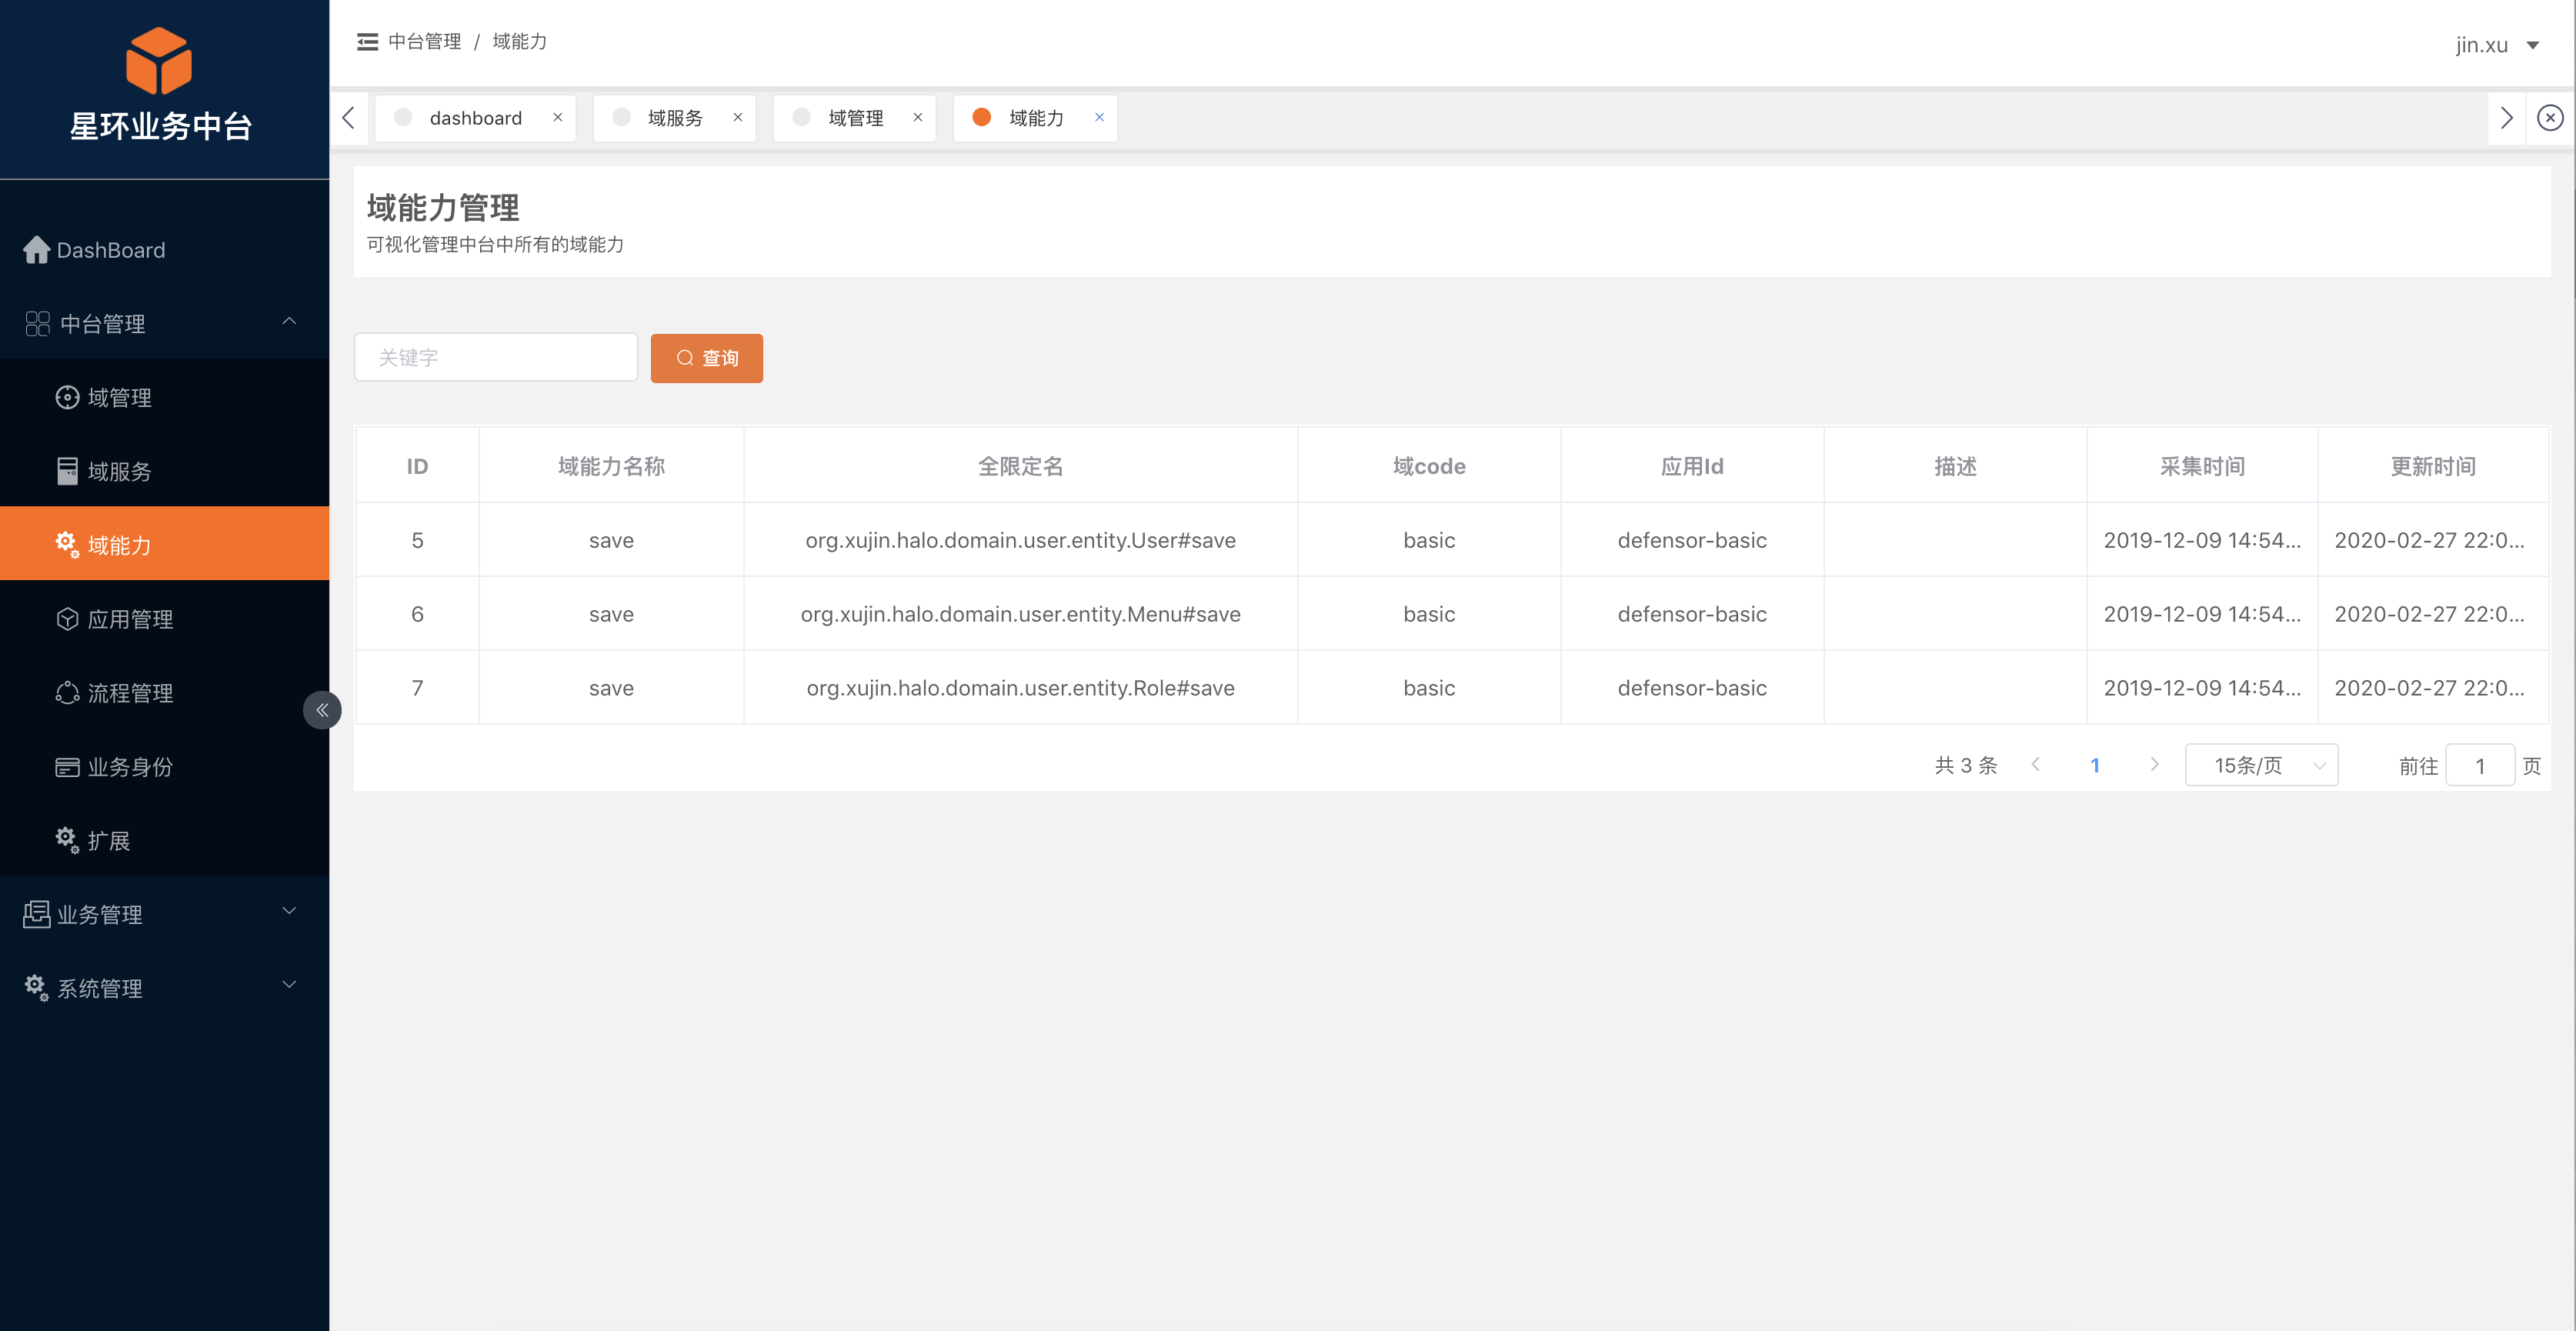 星环业务中台
DashBoard
中台管理
域管理
域服务
域能力
应用管理
流程管理
业务身份
扩展
业务管理
系统管理
中台管理 / 域能力
jin.xu
dashboard 域服务 域管理 域能力
域能力管理
可视化管理中台中所有的域能力
关键字 查询
ID 域能力名称 全限定名 域code 应用Id 描述 采集时间 更新时间
5 save org.xujin.halo.domain.user.entity.User#save basic defensor-basic 2019-12-09 14:54... 2020-02-27 22:0...
6 save org.xujin.halo.domain.user.entity.Menu#save basic defensor-basic 2019-12-09 14:54... 2020-02-27 22:0...
7 save org.xujin.halo.domain.user.entity.Role#save basic defensor-basic 2019-12-09 14:54... 2020-02-27 22:0...
共 3 条 1 15条/页 前往 1 页